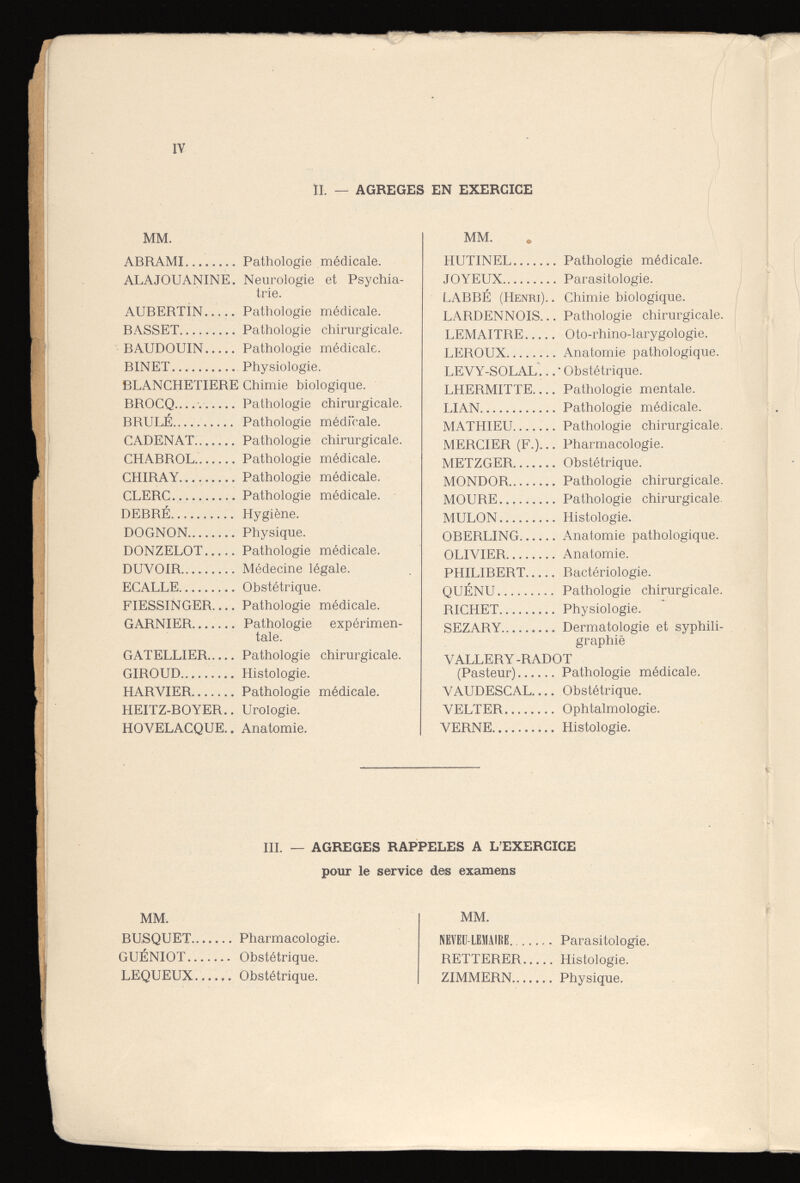 IV
II. — AGREGES EN EXERCICE
MM.
ABRAMI........ Pathologie médicale.
ALAJOUANINE. Neurologie et Psychia-
trie.
AUBERTIN..... Pathologie médicale.
BASSET......... Pathologie chirurgicale.
BAUDOUIN..... Pathologie médicale.
BINET.......... Physiologie.
BLANCHETIERE Chimie biologique.
BROCQ.......... Pathologie chirurgicale.
BRULÉ.......... Pathologie médicale.
CADENAT....... Pathologie chirurgicale.
CHABROL....... Pathologie médicale.
CHIRAY......... Pathologie médicale.
CLERC.......... Pathologie médicale.
DEBRÉ.......... Hygiène.
DOGNON........ Physique.
DONZELOT..... Pathologie médicale.
DUVOIR......... Médecine légale.
ECALLE......... Obstétrique.
FIESSINGER.... Pathologie médicale.
GARNIER....... Pathologie expérimen-
tale.
GATELLIER..... Pathologie chirurgicale.
GIROUD......... Histologie.
HARVIER....... Pathologie médicale.
HEITZ-BOYER.. Urologie.
HOVELACQUE.. Anatomie.
MM.
HUTINEL....... Pathologie médicale.
JOYEUX......... Parasitologie.
LABBÉ (HENRI).. Chimie biologique.
LARDENNOIS... Pathologie chirurgicale.
LEMAITRE..... Oto-rhino-larygologie.
LEROUX........ Anatomie pathologique.
LEVY-SOLAL... Obstétrique.
LHERMITTE.... Pathologie mentale.
LIAN............ Pathologie médicale.
MATHIEU....... Pathologie chirurgicale.
MERCIER (F.)... Pharmacologie.
METZGER....... Obstétrique.
MONDOR........ Pathologie chirurgicale.
MOURE......... Pathologie chirurgicale.
MULON......... Histologie.
OBERLING...... Anatomie pathologique.
OLIVIER........ Anatomie.
PHILIBERT..... Bactériologie.
QUÉNU......... Pathologie chirurgicale.
RICHET......... Physiologie.
SEZARY......... Dermatologie et syphili-
graphie
VALLERY-RADOT
(Pasteur)...... Pathologie médicale.
VAUDESCAL.... Obstétrique.
VELTER........ Ophtalmologie.
VERNE.......... Histologie.
III. — AGREGES RAPPELES A L'EXERCICE
pour le service des examens
MM.
BUSQUET....... Pharmacologie.
GUÉNIOT....... Obstétrique.
LEQUEUX...... Obstétrique.
MM.
NEVEU-LEMAIRE....... Parasitologie.
RETTERER..... Histologie.
ZIMMERN....... Physique.